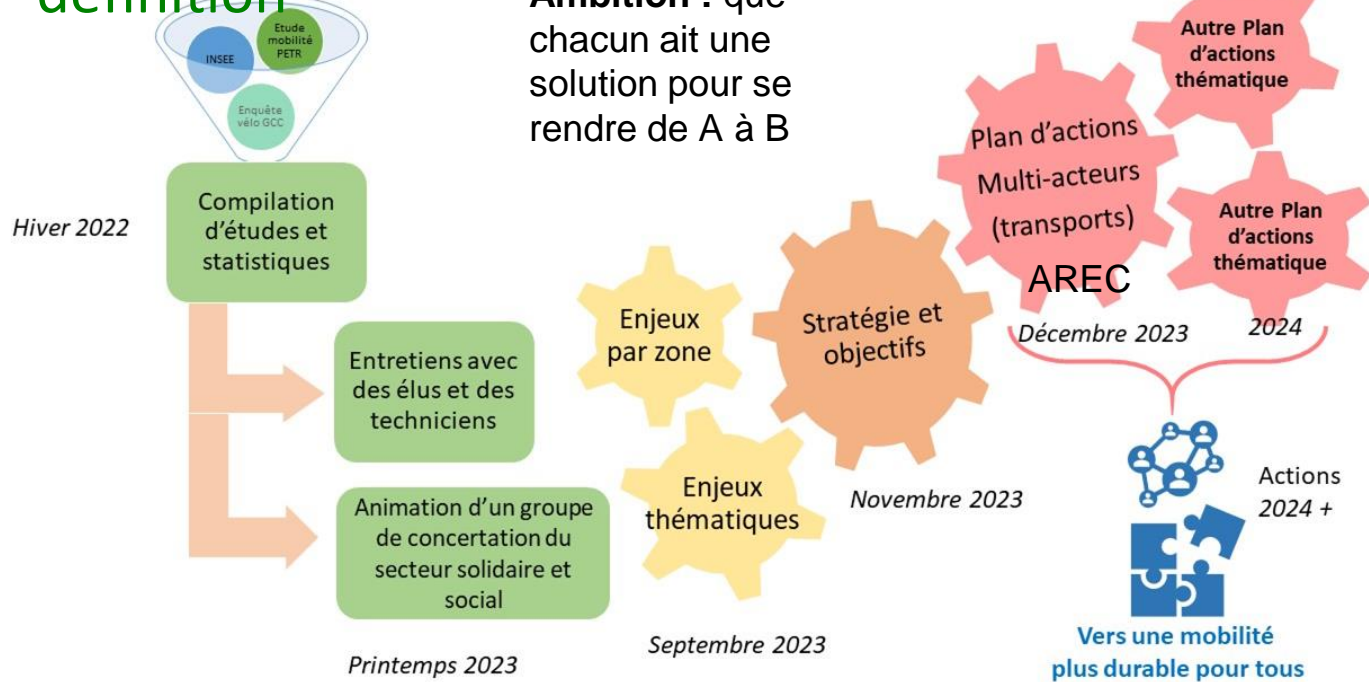 définition
Ambition : que
chacun ait une
solution pour se
rendre de A à B
INSEE
Etude
mobilité
PETR
Enquête
vélo GCC
Hiver 2022
Compilation
d'études et
statistiques
Entretiens avec
des élus et des
techniciens
Animation d'un groupe
de concertation du
secteur solidaire et
social
Printemps 2023
Enjeux
par zone
Enjeux
thématiques
Septembre 2023
Stratégie et
objectifs
Novembre 2023
Plan d'actions
Multi-acteurs
(transports)
AREC
Décembre 2023
Autre Plan
d'actions
thématique
Autre Plan
d'actions
thématique
2024
Actions
2024 +
Vers une mobilité
plus durable pour tous